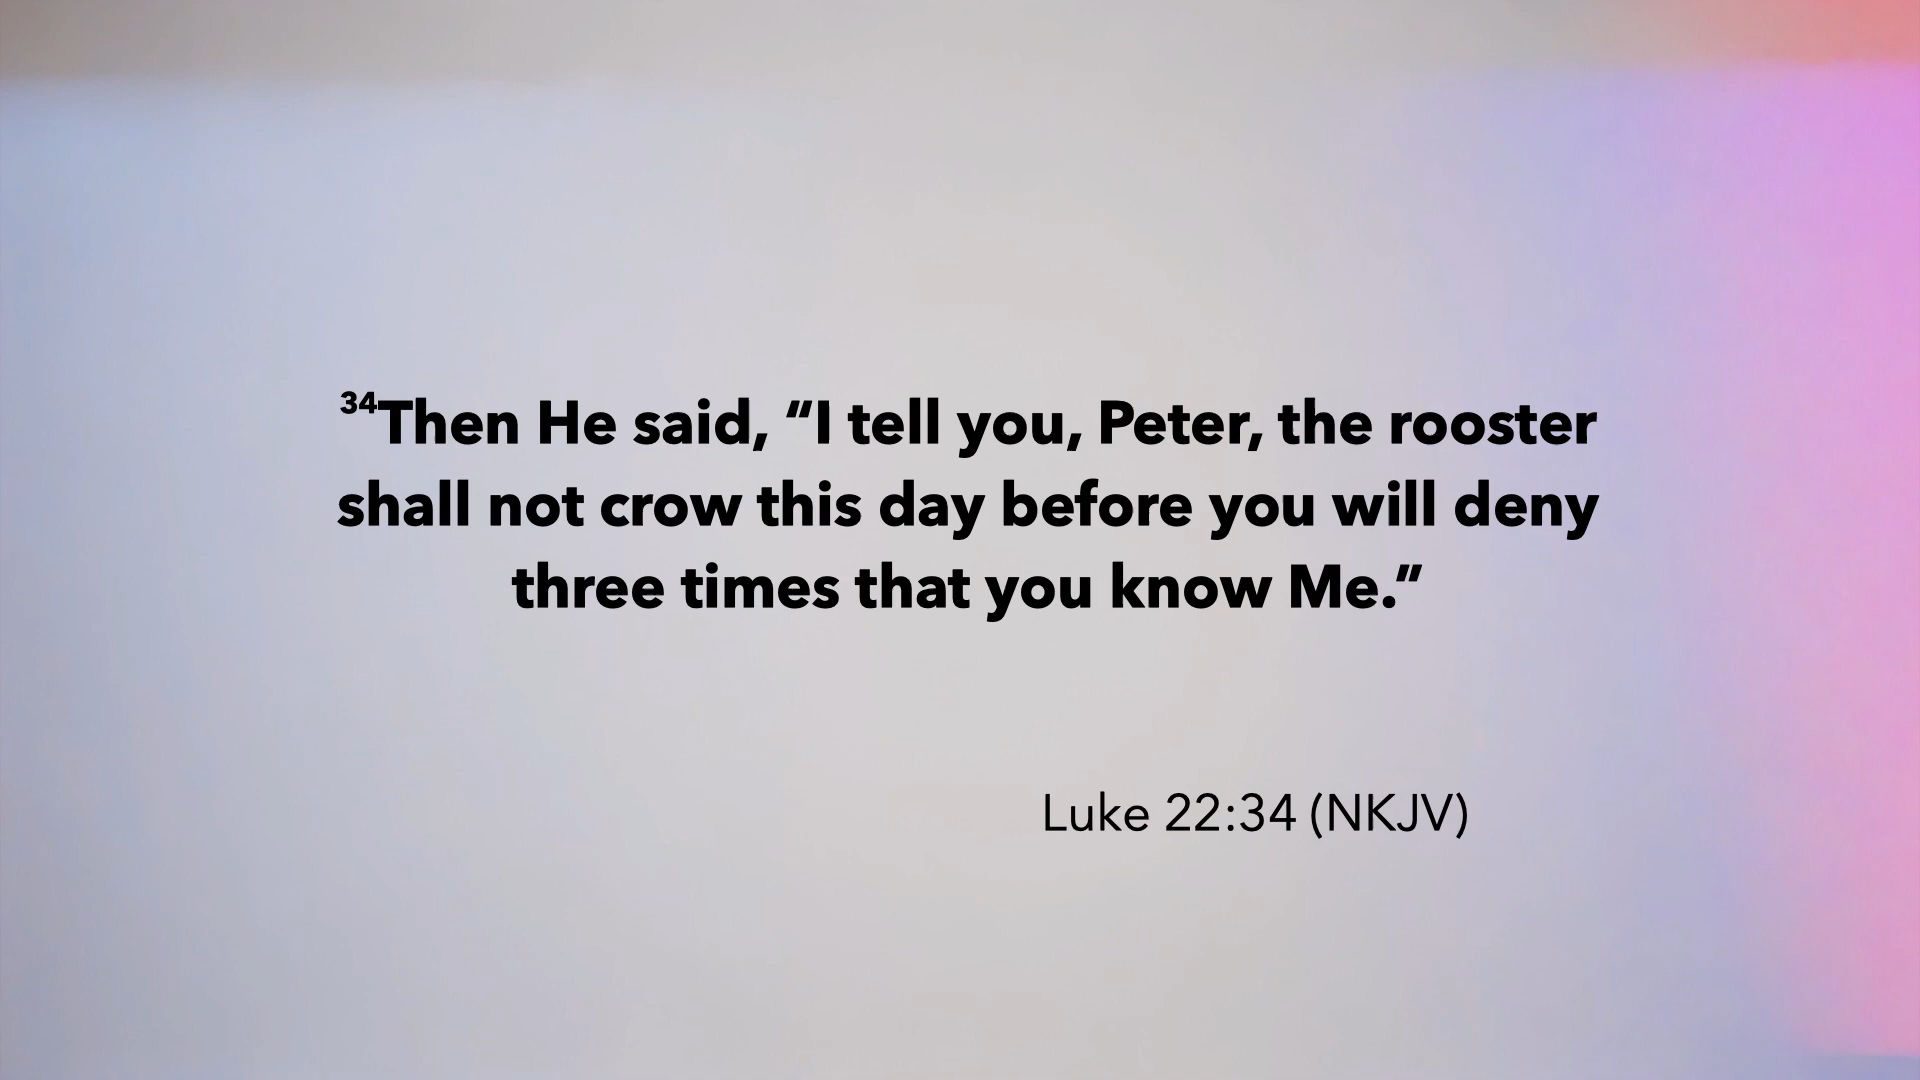 ³⁴Then He said, “I tell you, Peter, the rooster
shall not crow this day before you will deny
three times that you know Me.”
Luke 22:34 (NKJV)